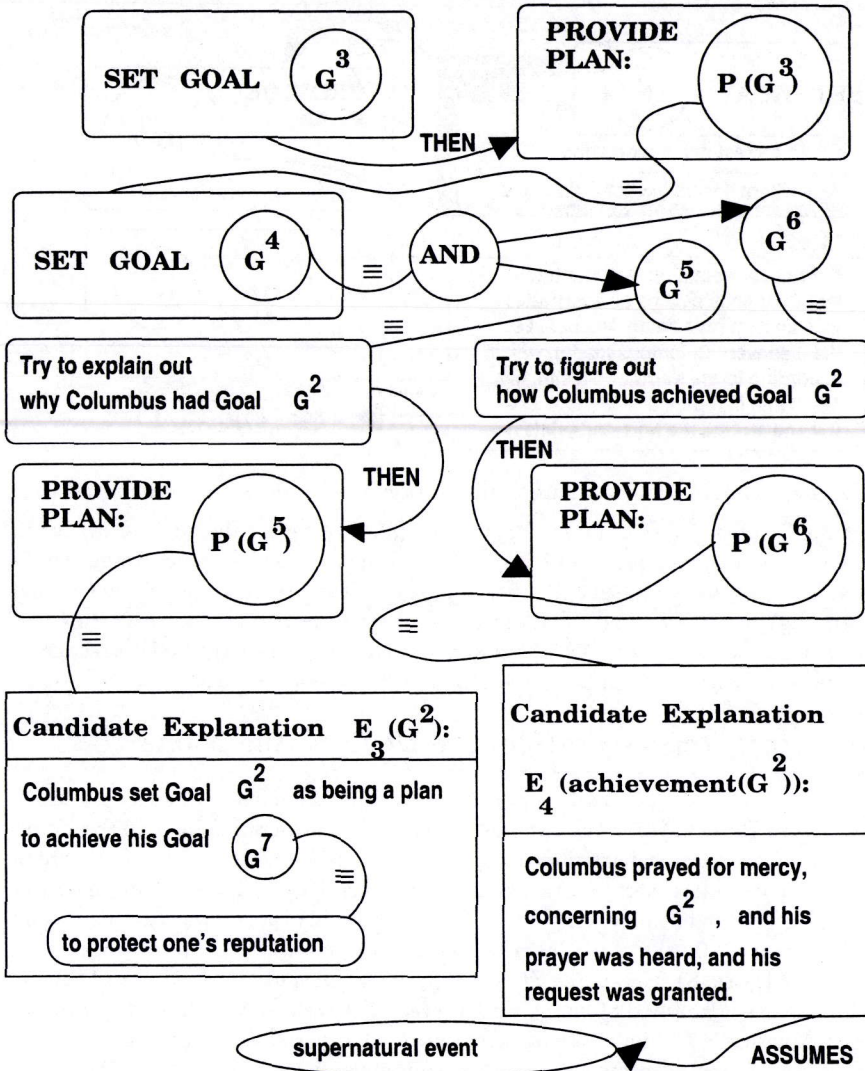 SET GOAL G³
PROVIDE
PLAN:
P (G³)
THEN
≡
SET GOAL G⁴
≡
AND
G⁶
G⁵
≡
≡
Try to explain out
why Columbus had Goal G²
Try to figure out
how Columbus achieved Goal G²
THEN
THEN
PROVIDE
PLAN:
P (G⁵)
PROVIDE
PLAN:
P (G⁶)
≡
≡
Candidate Explanation E₃(G²):
Columbus set Goal G² as being a plan
to achieve his Goal G⁷
≡
to protect one's reputation
Candidate Explanation
E₄(achievement(G²)):
Columbus prayed for mercy,
concerning G² , and his
prayer was heard, and his
request was granted.
supernatural event
ASSUMES